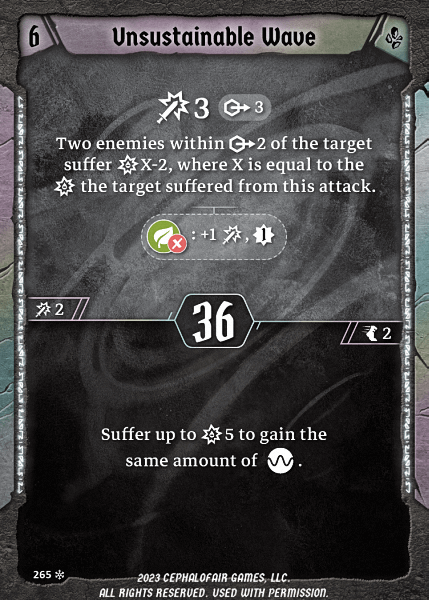 6 Unsustainable Wave
3 3
Two enemies within 2 of the target
suffer X-2, where X is equal to the
the target suffered from this attack.
: +1 , 1
2
36
2
Suffer up to 5 to gain the
same amount of .
265
2023 CEPHALOFAIR GAMES, LLC.
ALL RIGHTS RESERVED. USED WITH PERMISSION.